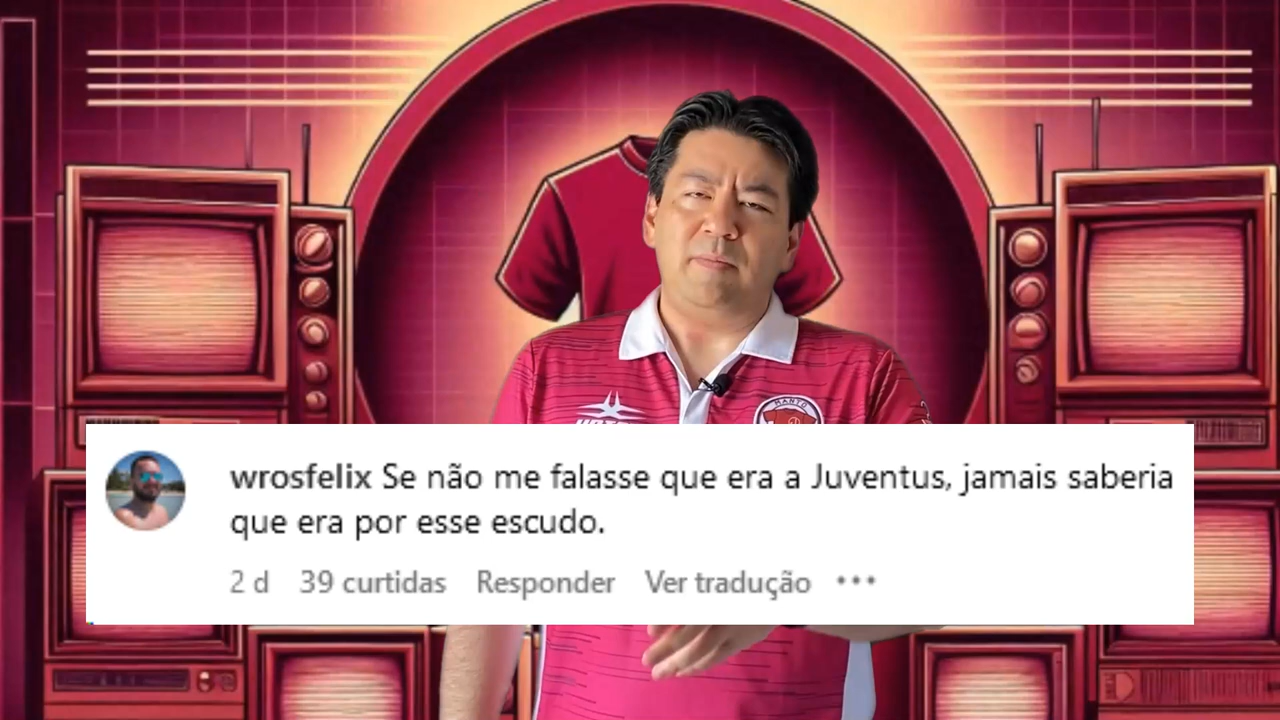 MANTO
wrosfelix Se não me falasse que era a Juventus, jamais saberia
que era por esse escudo.
2 d 39 curtidas Responder Ver tradução •••